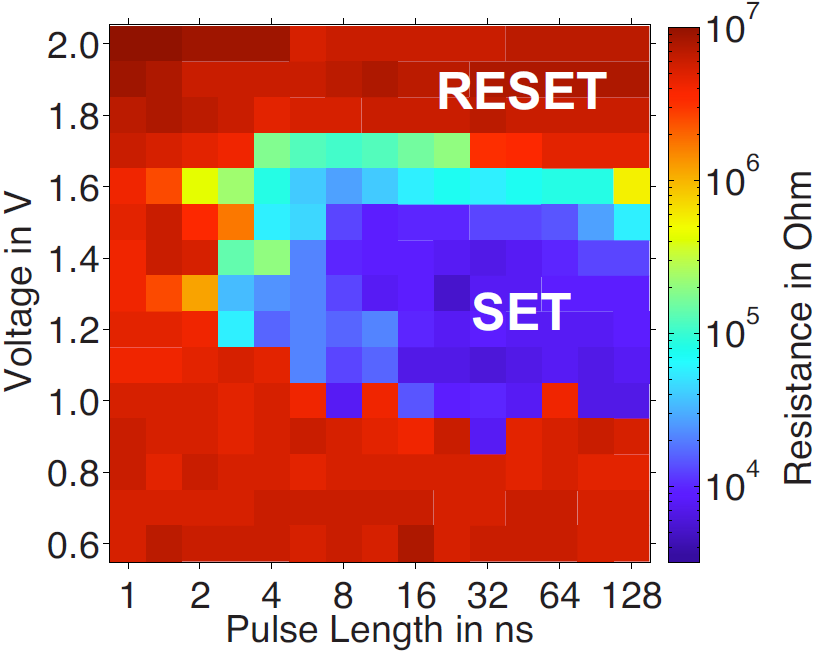 2.0
1.8
1.6
1.4
1.2
1.0
0.8
0.6
Voltage in V
RESET
SET
1 2 4 8 16 32 64 128
Pulse Length in ns
10^7
10^6
10^5
10^4
Resistance in Ohm